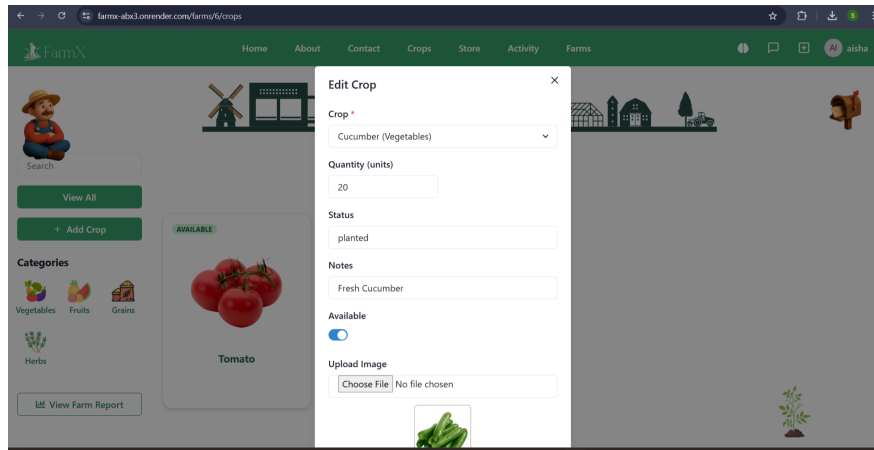 farmx-abx3.onrender.com/farms/6/crops
S
FarmX
Home About Contact Crops Store Activity Farms
AI aisha
Search
View All
+ Add Crop
Categories
Vegetables Fruits Grains
Herbs
View Farm Report
AVAILABLE
Tomato
Edit Crop
Crop *
Cucumber (Vegetables)
Quantity (units)
20
Status
planted
Notes
Fresh Cucumber
Available
Upload Image
Choose File No file chosen